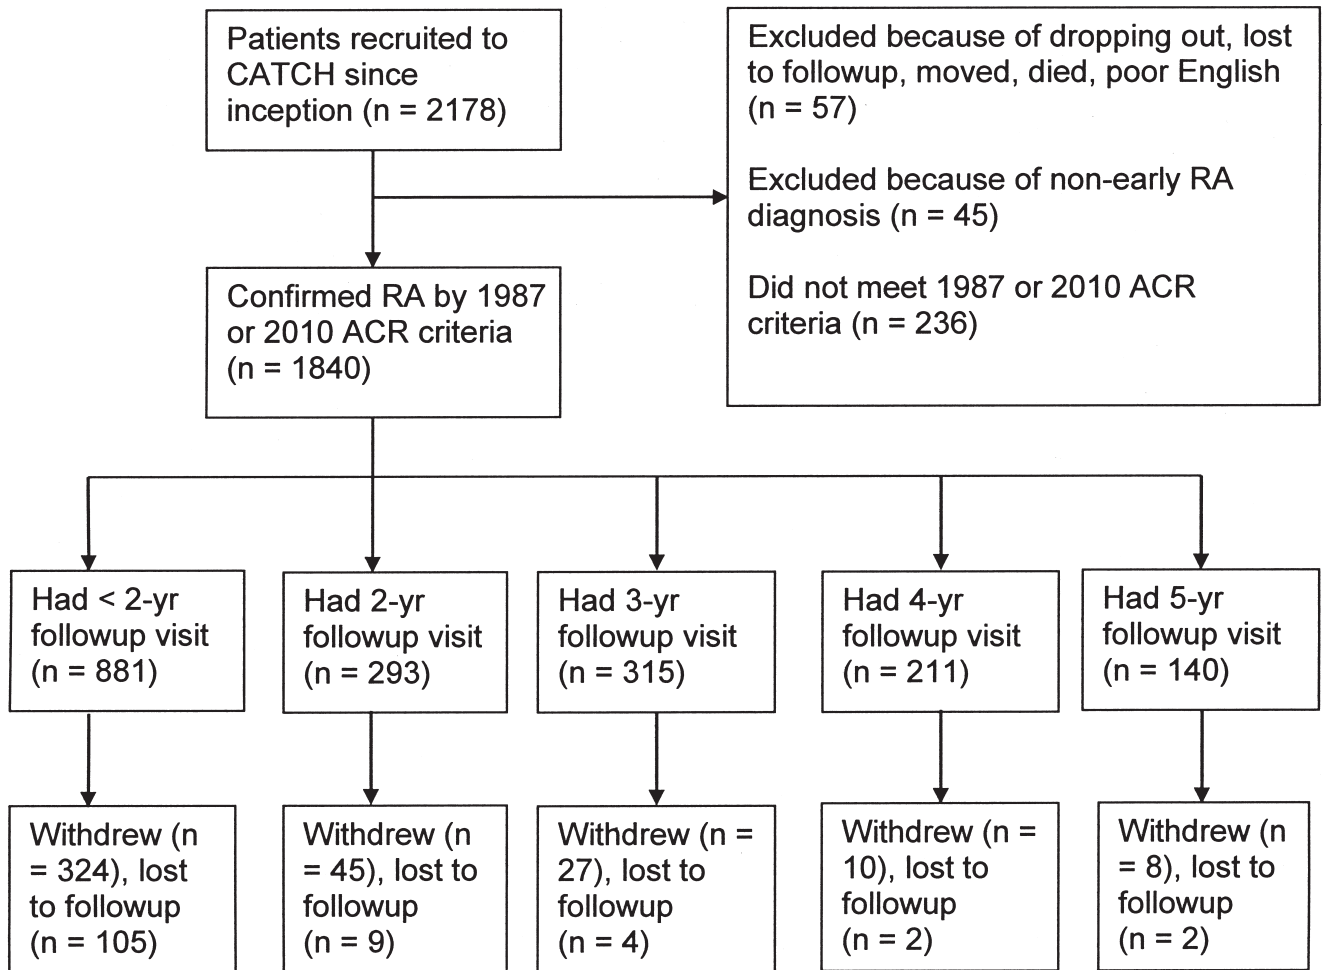 Patients recruited to
CATCH since
inception (n = 2178)
Excluded because of dropping out, lost
to followup, moved, died, poor English
(n = 57)
Excluded because of non-early RA
diagnosis (n = 45)
Did not meet 1987 or 2010 ACR
criteria (n = 236)
Confirmed RA by 1987
or 2010 ACR criteria
(n = 1840)
Had < 2-yr
followup visit
(n = 881)
Had 2-yr
followup visit
(n = 293)
Had 3-yr
followup visit
(n = 315)
Had 4-yr
followup visit
(n = 211)
Had 5-yr
followup visit
(n = 140)
Withdrew (n
= 324), lost
to followup
(n = 105)
Withdrew (n
= 45), lost to
followup
(n = 9)
Withdrew (n =
27), lost to
followup
(n = 4)
Withdrew (n =
10), lost to
followup
(n = 2)
Withdrew (n
= 8), lost to
followup
(n = 2)